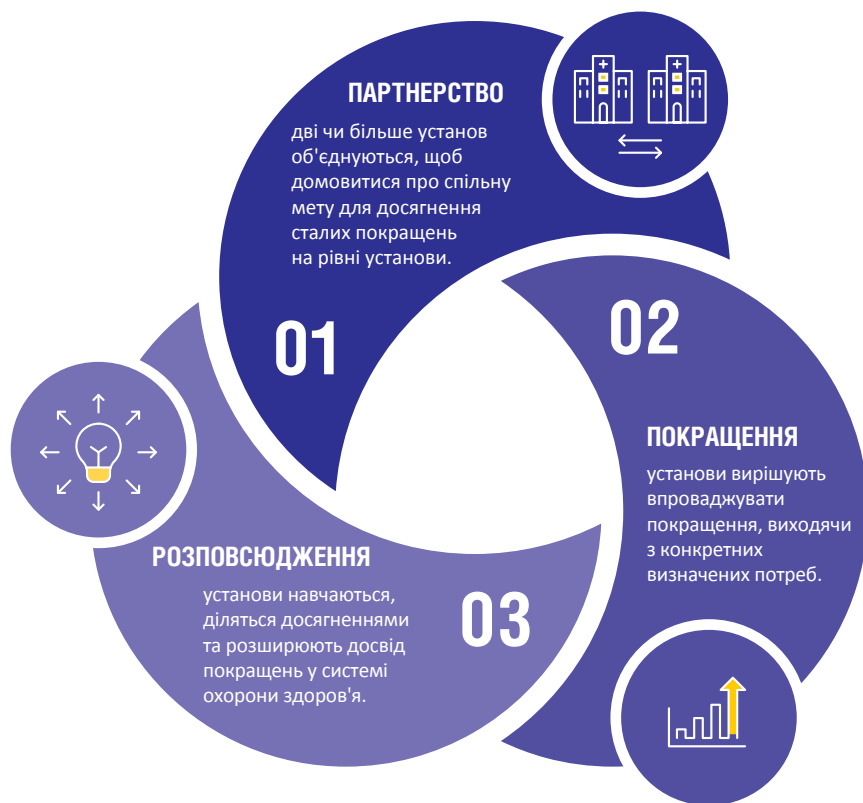 ПАРТНЕРСТВО
дві чи більше установ
об'єднуються, щоб
домовитися про спільну
мету для досягнення
сталих покращень
на рівні установи.
01
02
ПОКРАЩЕННЯ
установи вирішують
впроваджувати
покращення, виходячи
з конкретних
визначених потреб.
РОЗПОВСЮДЖЕННЯ
установи навчаються,
діляться досягненнями
та розширюють досвід
покращень у системі
охорони здоров'я.
03